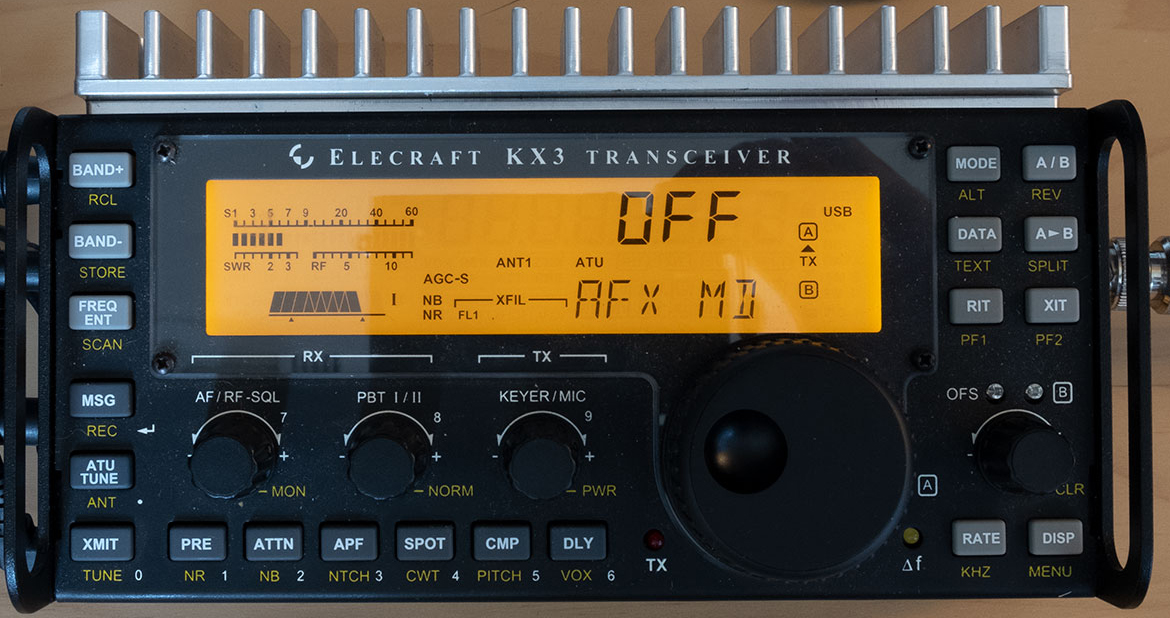 ELECRAFT KX3 TRANSCEIVER
BAND+
RCL
BAND-
STORE
FREQ
ENT
SCAN
MSG
REC
ATU
TUNE
ANT
XMIT
TUNE 0
S1 3 5 7 9 20 40 60
SWR 2 3 RF 5 10
I
OFF
USB
A
TX
B
ANT1 ATU
AGC-S
NB XFIL
NR FL1
AFX MD
RX
TX
AF/RF-SQL
7
- +
MON
PBT I/II
8
- +
NORM
KEYER/MIC
9
- +
PWR
PRE
NR 1
ATTN
NB 2
APF
NTCH 3
SPOT
CWT 4
CMP
PITCH 5
DLY
VOX 6
TX
A
Δf
MODE
ALT
A/B
REV
DATA
TEXT
A►B
SPLIT
RIT
PF1
XIT
PF2
OFS B
-
CLR
RATE
KHZ
DISP
MENU